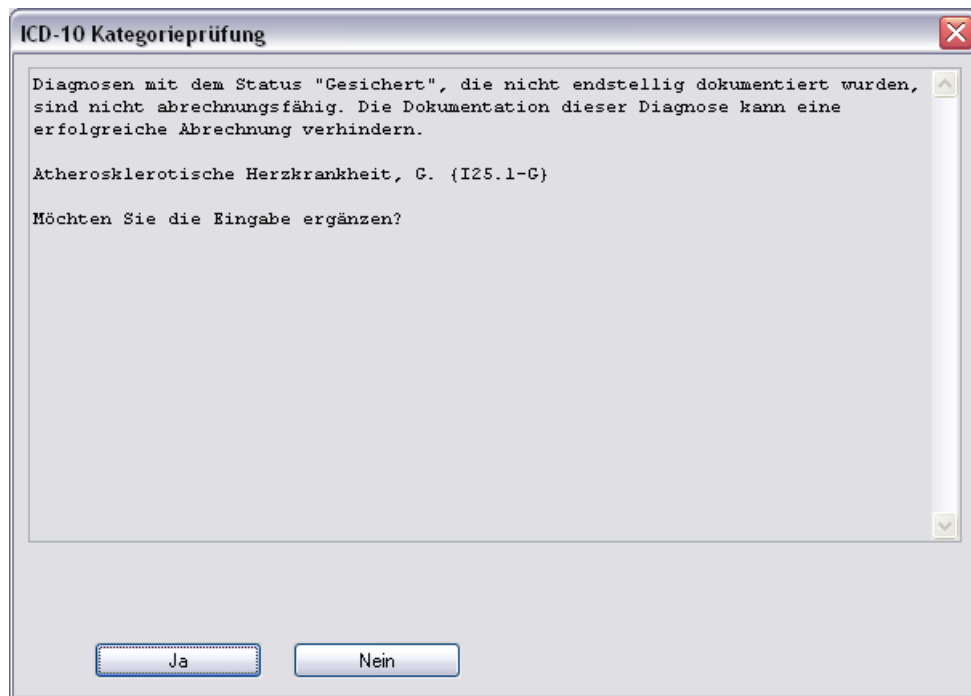 ICD-10 Kategorieprüfung
Diagnosen mit dem Status "Gesichert", die nicht endstellig dokumentiert wurden,
sind nicht abrechnungsfähig. Die Dokumentation dieser Diagnose kann eine
erfolgreiche Abrechnung verhindern.
Atherosklerotische Herzkrankheit, G. {I25.1-G}
Möchten Sie die Eingabe ergänzen?
Ja Nein